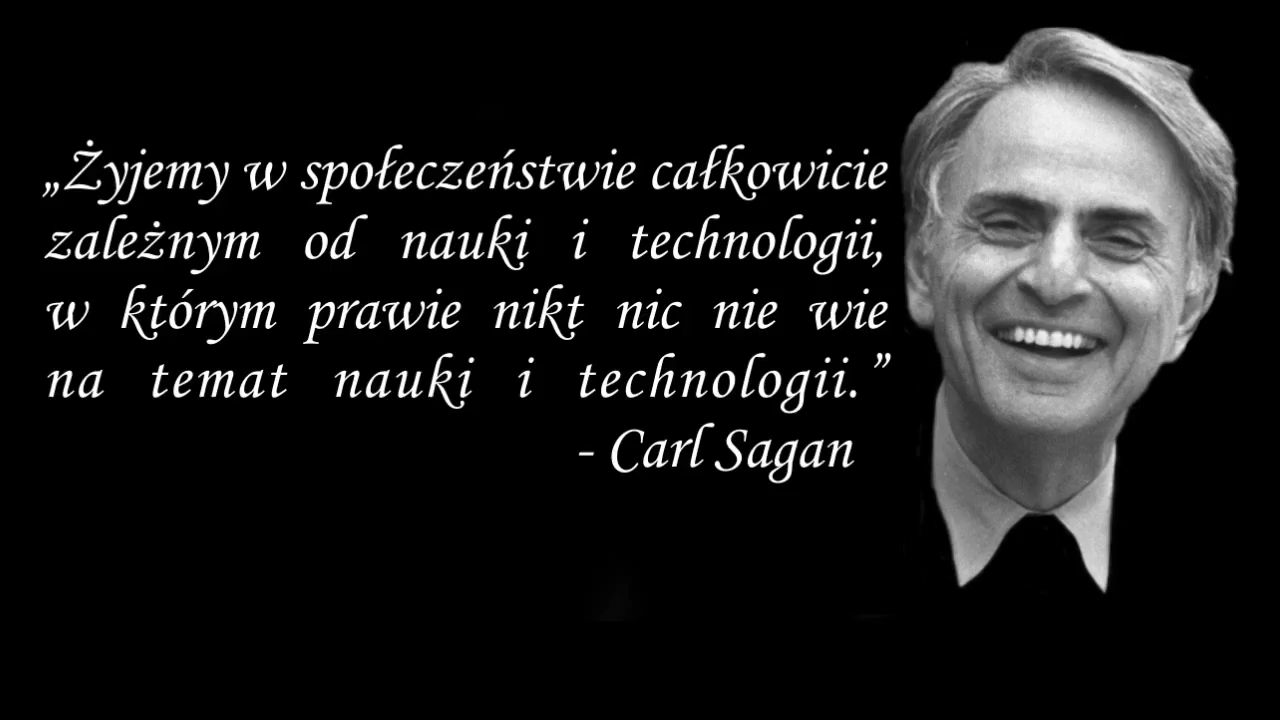 „Żyjemy w społeczeństwie całkowicie
zależnym od nauki i technologii,
w którym prawie nikt nic nie wie
na temat nauki i technologii.”
- Carl Sagan